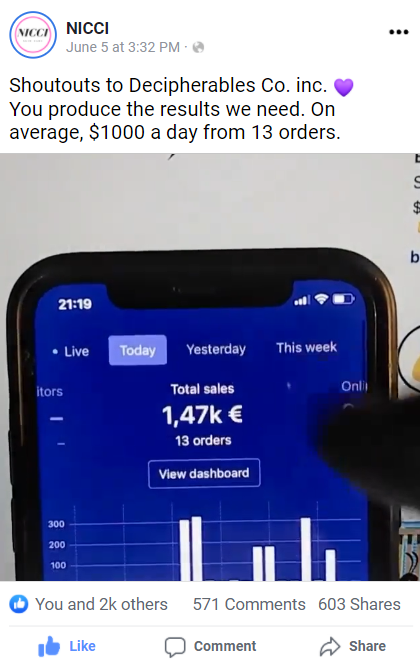 NICCI
NICCI
June 5 at 3:32 PM ·
Shoutouts to Decipherables Co. inc. 💜
You produce the results we need. On
average, $1000 a day from 13 orders.
21:19
• Live
Today
Yesterday
This week
itors
Total sales
Onli
1,47k €
13 orders
View dashboard
300
200
100
S
$
b
You and 2k others
571 Comments
603 Shares
Like
Comment
Share